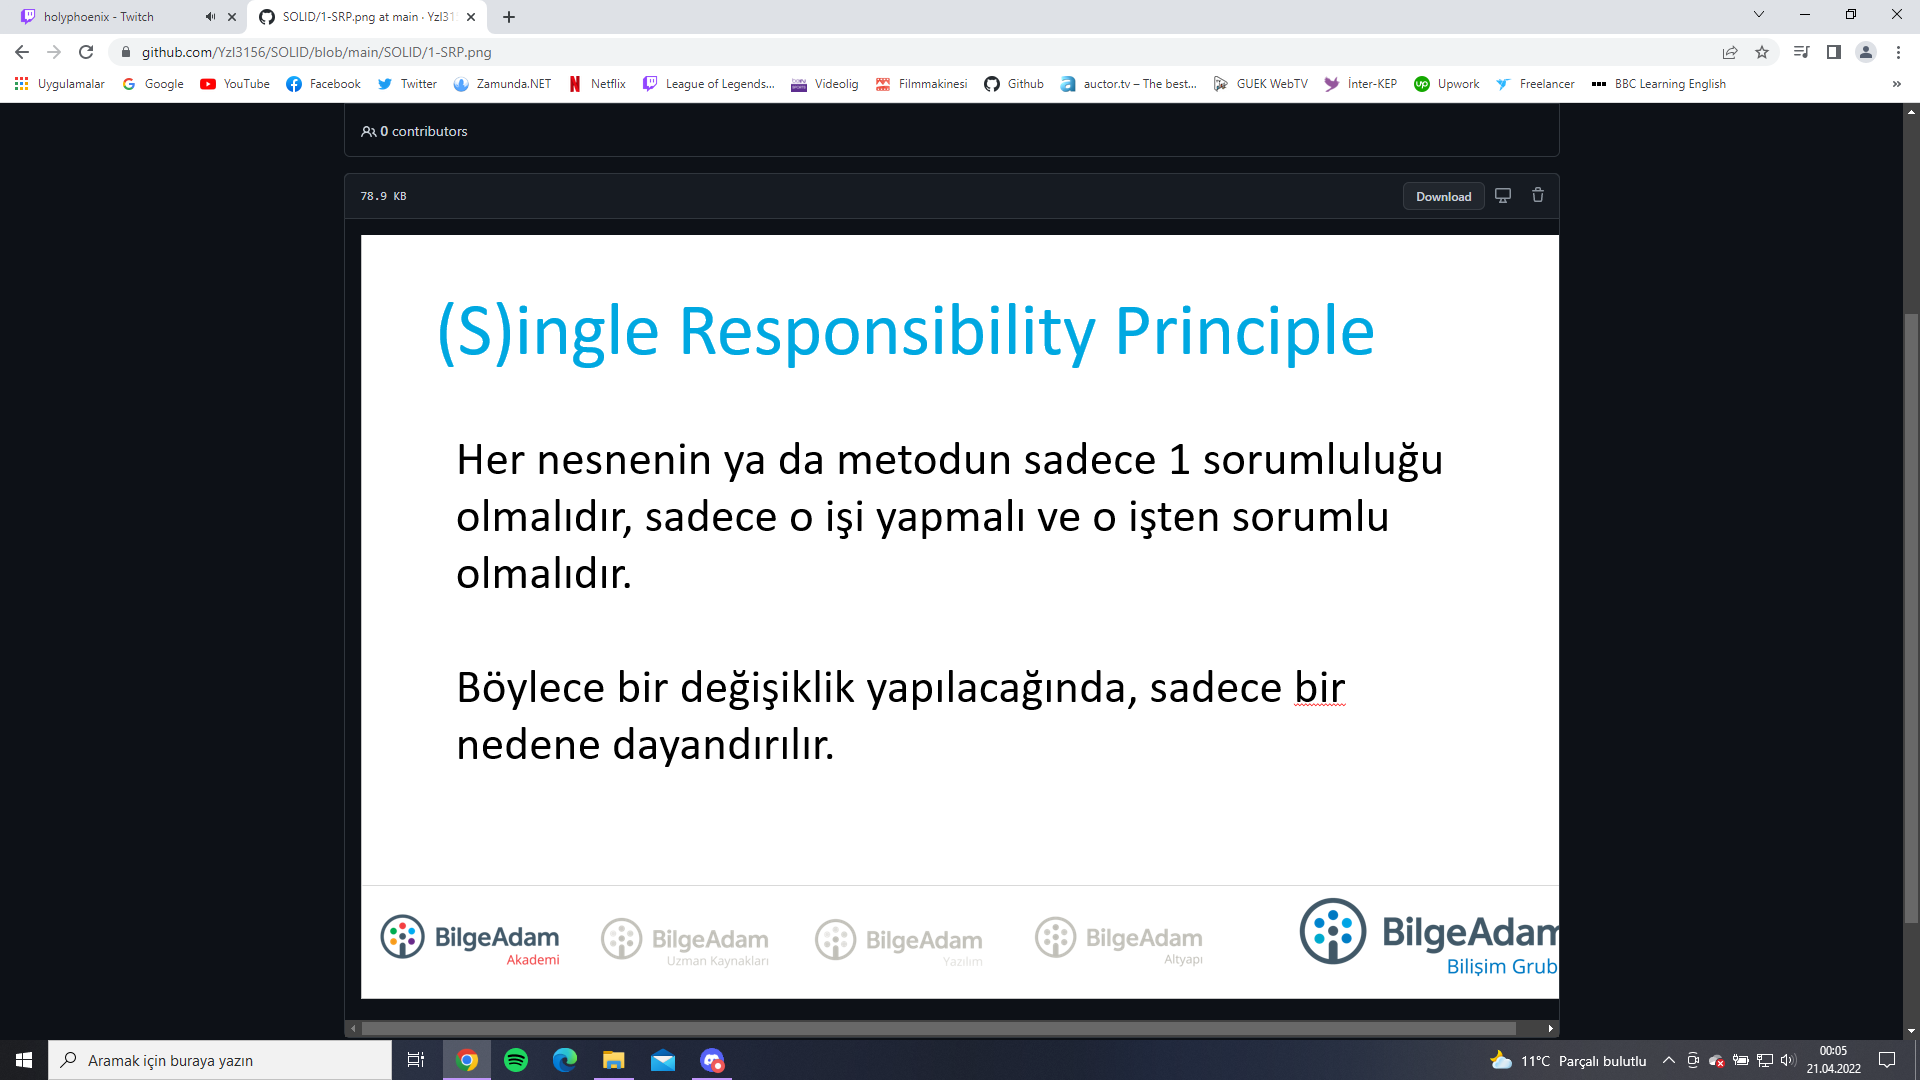 holyphoenix - Twitch
SOLID/1-SRP.png at main · Yzl31
github.com/Yzl3156/SOLID/blob/main/SOLID/1-SRP.png
Uygulamalar Google YouTube Facebook Twitter Zamunda.NET Netflix League of Legends... Videolig Filmmakinesi Github auctor.tv – The best... GUEK WebTV İnter-KEP Upwork Freelancer BBC Learning English »
0 contributors
78.9 KB
Download
(S)ingle Responsibility Principle
Her nesnenin ya da metodun sadece 1 sorumluluğu
olmalıdır, sadece o işi yapmalı ve o işten sorumlu
olmalıdır.
Böylece bir değişiklik yapılacağında, sadece bir
nedene dayandırılır.
BilgeAdam
Akademi
BilgeAdam
Uzman Kaynakları
BilgeAdam
Yazılım
BilgeAdam
Altyapı
BilgeAdam
Bilişim Grub
Aramak için buraya yazın
11°C Parçalı bulutlu
00:05
21.04.2022